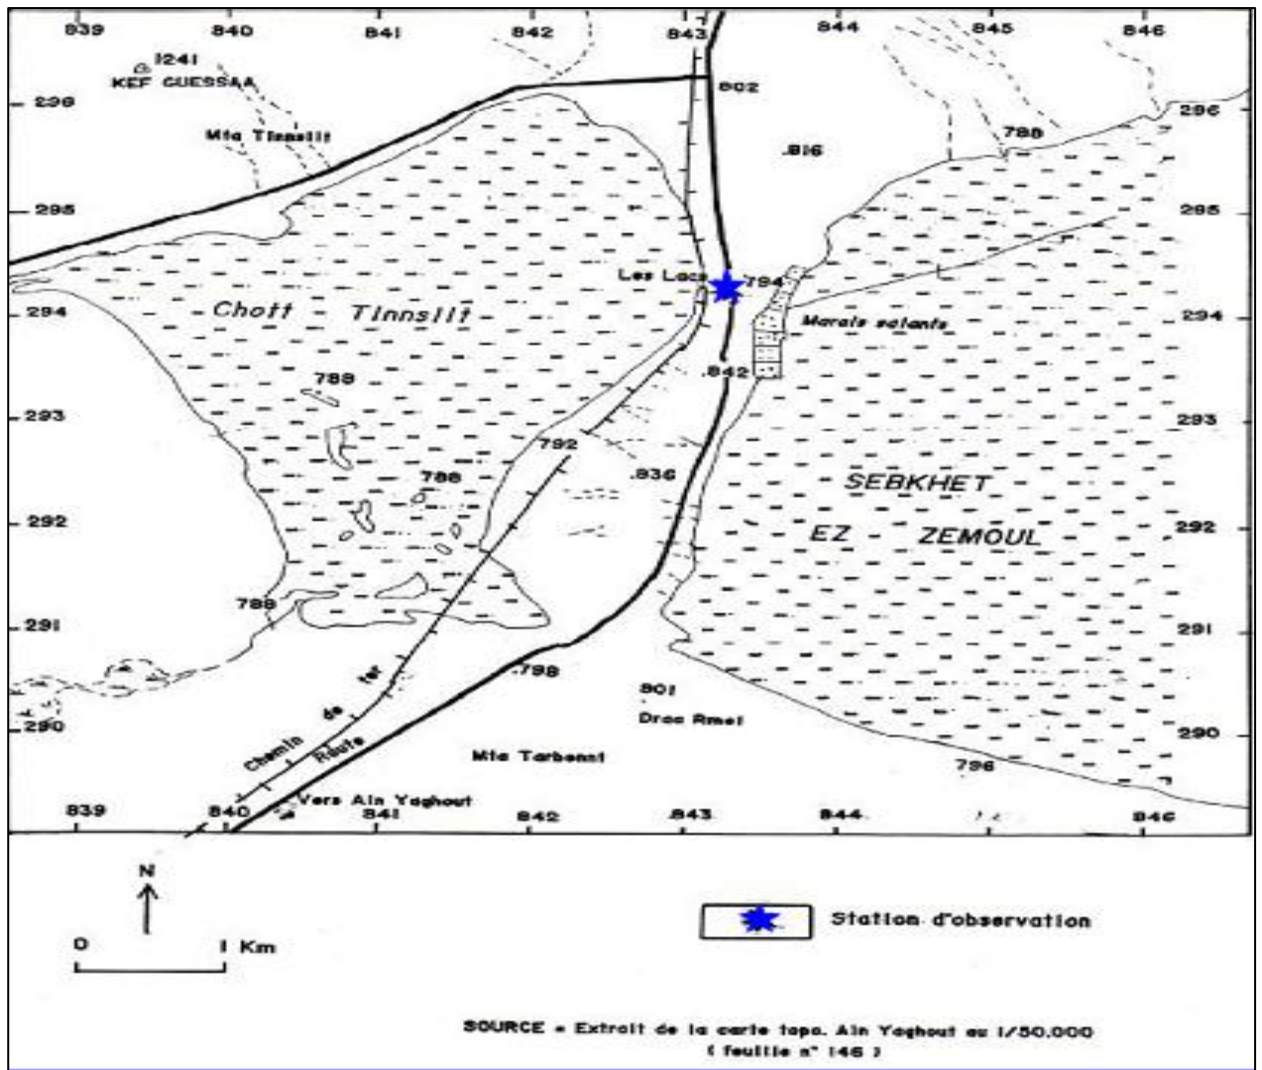 839 840 841 842 843 844 845 846
1241
KEF GUESSAA
802
296
296
Mta Tinnsilt
788
.816
295
295
Les Lacs
794
294
Chott Tinnsilt
Marais salants
294
.842
789
293
293
792
.836
788
SEBKHET
292
EZ ZEMOUL
292
788
291
291
.798
fer
801
de
Draa Rmel
290
Chemin
Route
290
Mta Tarbennt
796
Vers Ain Yaghout
839 840 841 842 843 844 846
N
0 1 Km
Station d'observation
SOURCE = Extrait de la carte topo. Ain Yaghout au 1/50.000
( feuille n° 146 )